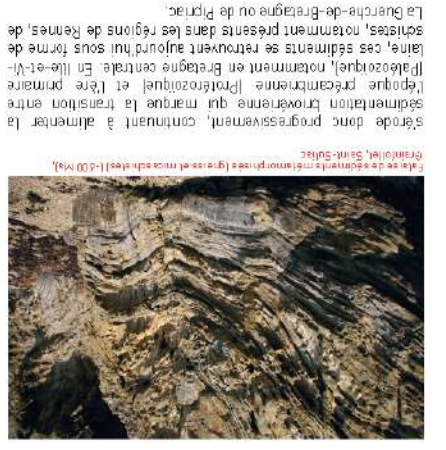 Falaise de sédiments métamorphisés (gneiss et micaschistes) (-600 Ma),
Grainfollet, Saint-Suliac
s'érode donc progressivement, continuant à alimenter la
sédimentation briovérienne qui marque la transition entre
l'époque précambrienne (Protérozoïque) et l'ère primaire
(Paléozoïque), notamment en Bretagne centrale. En Ille-et-Vi-
laine, ces sédiments se retrouvent aujourd'hui sous forme de
schistes, notamment présents dans les régions de Rennes, de
La Guerche-de-Bretagne ou de Pipriac.